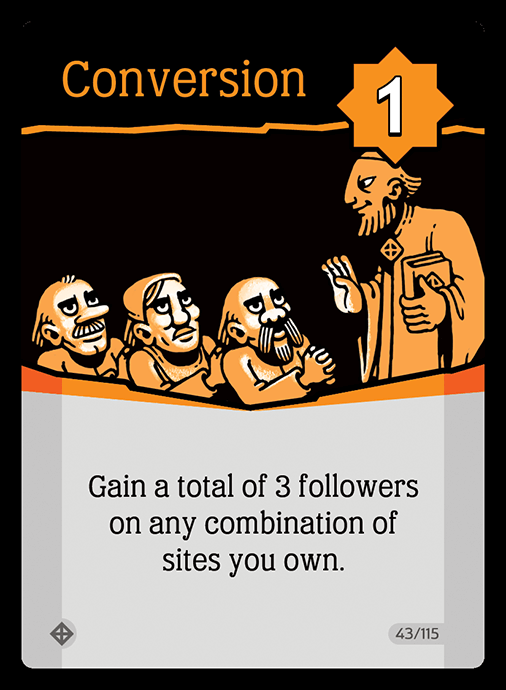 Conversion
1
Gain a total of 3 followers
on any combination of
sites you own.
43/115